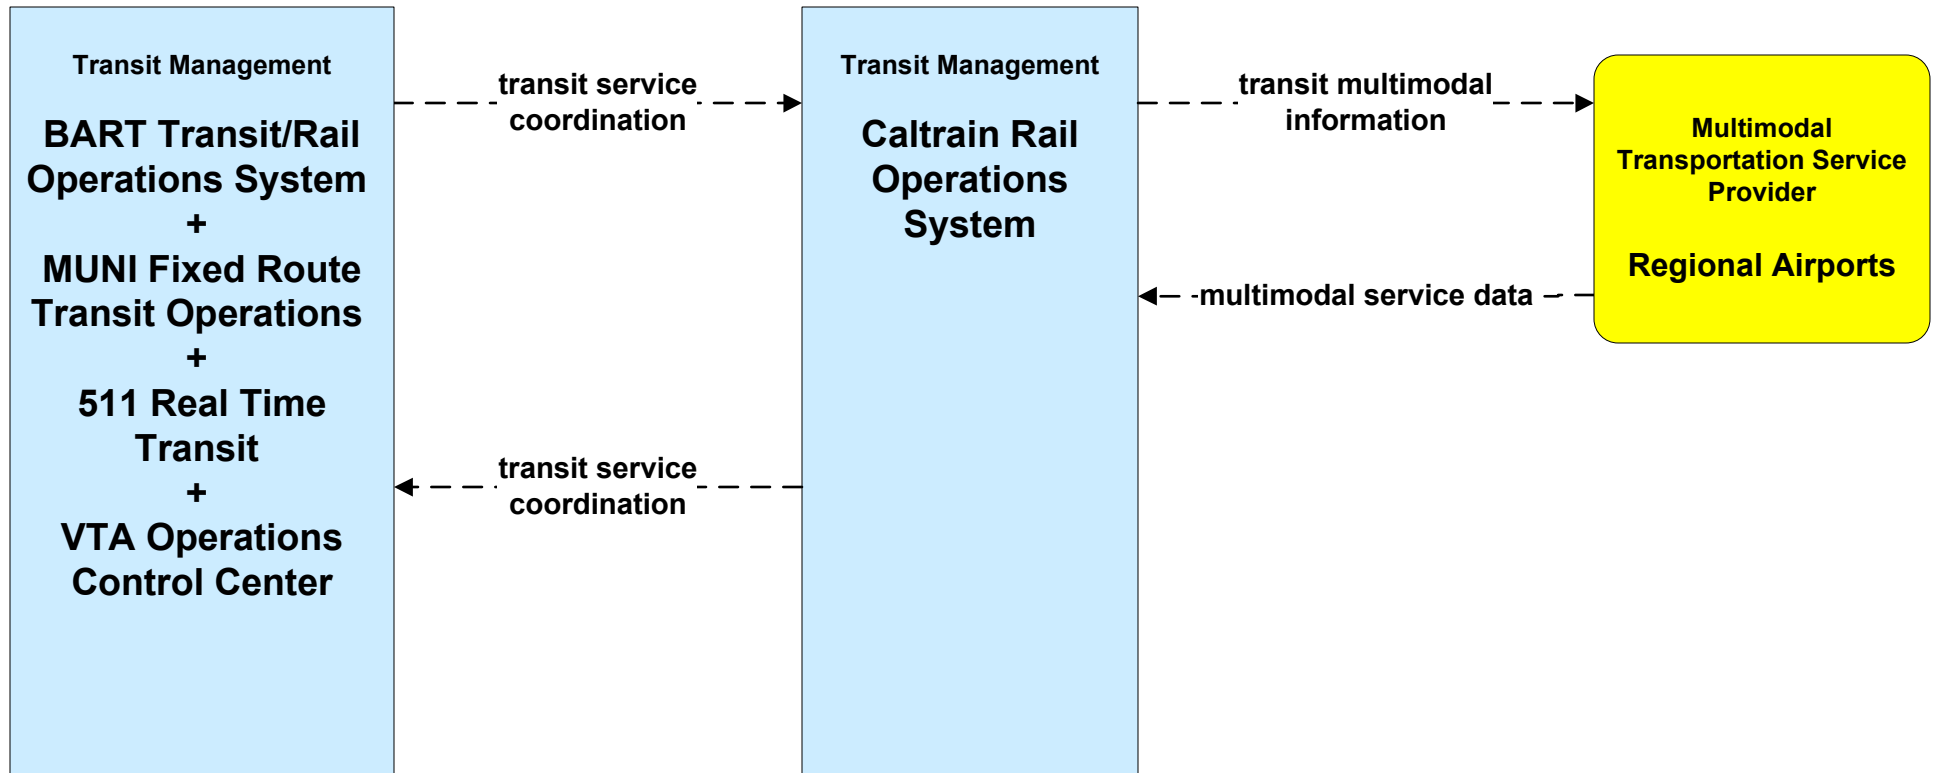 Transit Management
BART Transit/Rail
Operations System
+
MUNI Fixed Route
Transit Operations
+
511 Real Time
Transit
+
VTA Operations
Control Center
transit service
coordination
transit service
coordination
Transit Management
Caltrain Rail
Operations
System
transit multimodal
information
multimodal service data
Multimodal
Transportation Service
Provider
Regional Airports